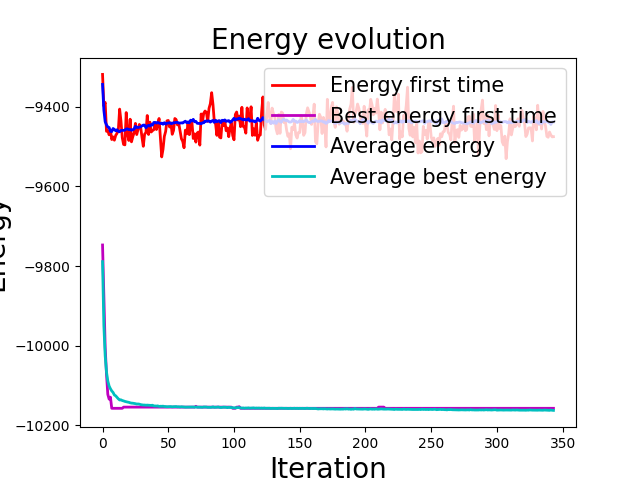 Energy evolution
Energy first time
Best energy first time
Average energy
Average best energy
Energy
−9400
−9600
−9800
−10000
−10200
0 50 100 150 200 250 300 350
Iteration